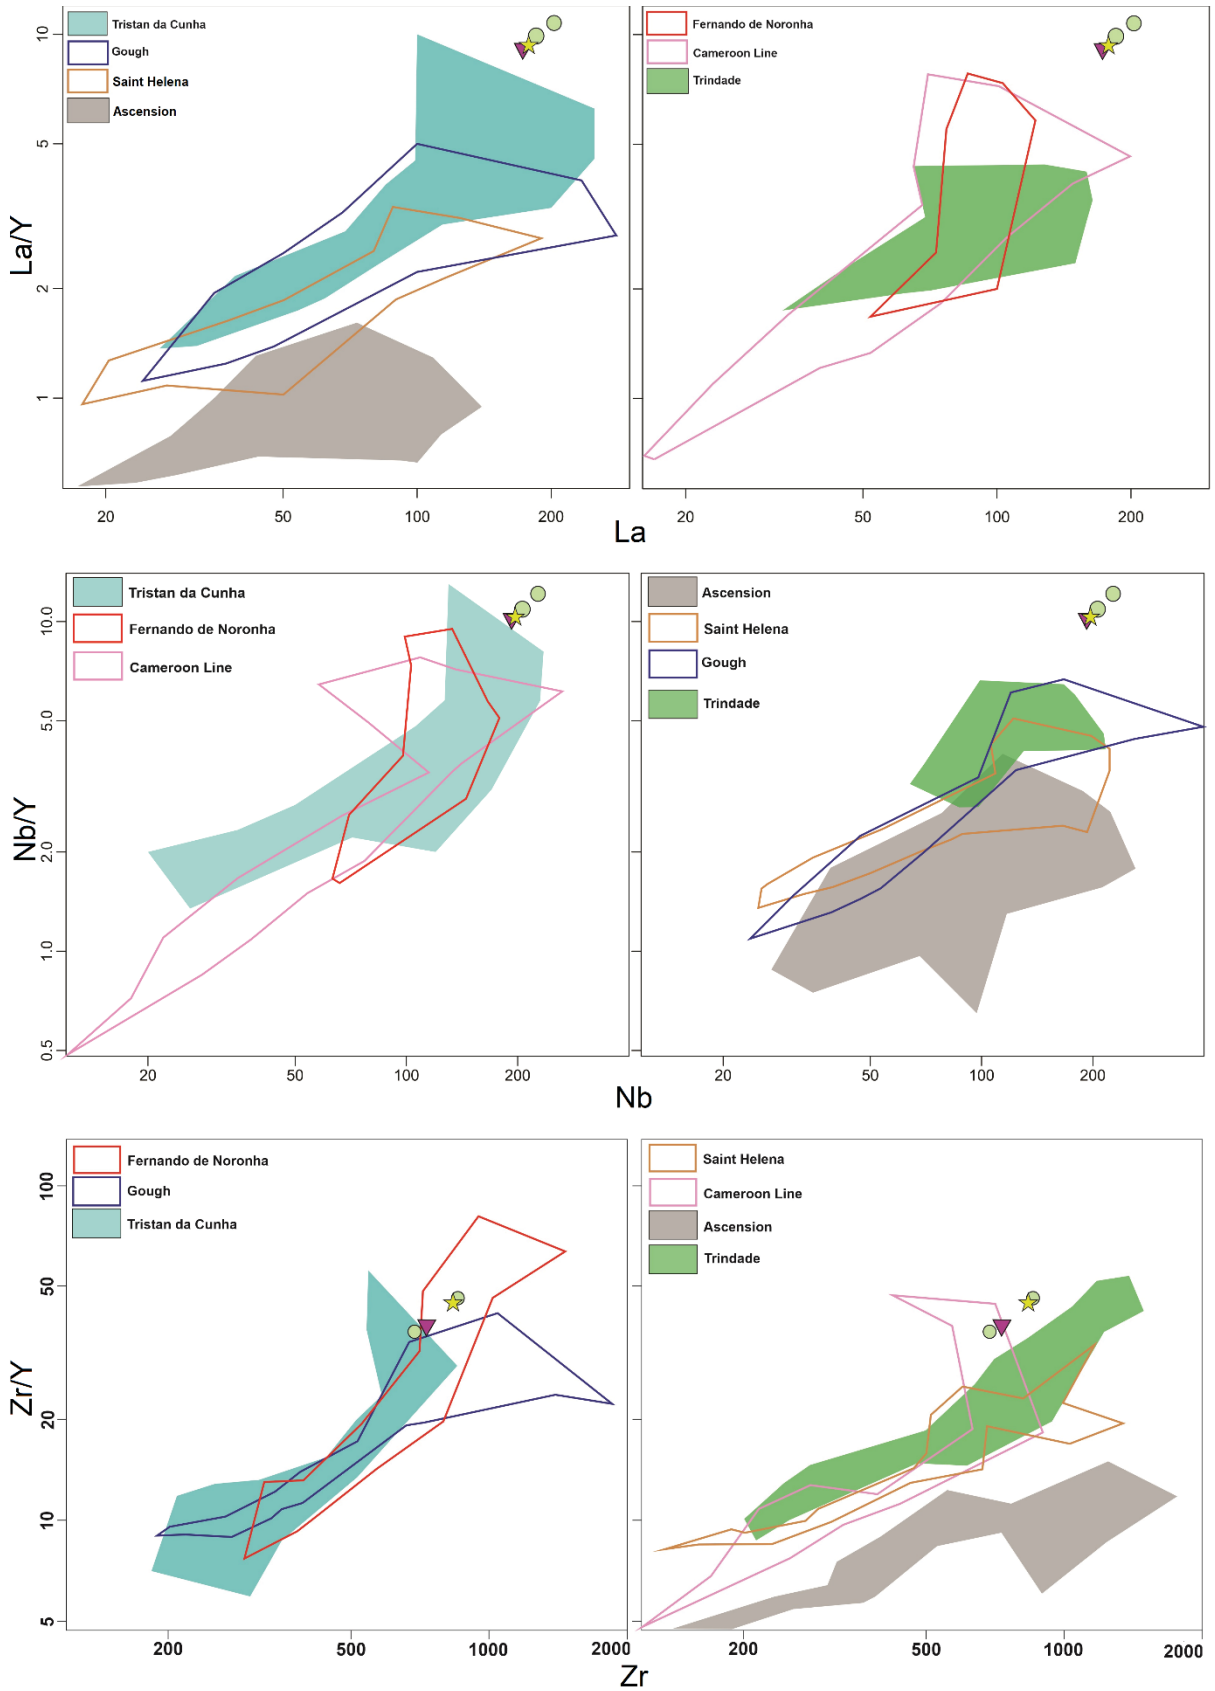 Tristan da Cunha
Gough
Saint Helena
Ascension
10
5
2
1
La/Y
20
50
100
200
Fernando de Noronha
Cameroon Line
Trindade
20
50
100
200
La
Tristan da Cunha
Fernando de Noronha
Cameroon Line
10.0
5.0
2.0
1.0
0.5
Nb/Y
20
50
100
200
Ascension
Saint Helena
Gough
Trindade
20
50
100
200
Nb
Fernando de Noronha
Gough
Tristan da Cunha
100
50
20
10
5
Zr/Y
200
500
1000
2000
Saint Helena
Cameroon Line
Ascension
Trindade
200
500
1000
2000
Zr